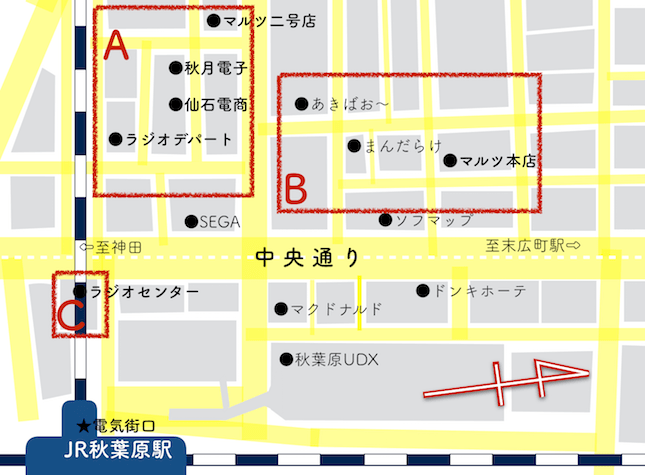 マルツ二号店
A
秋月電子
仙石電商
あきばお～
ラジオデパート
まんだらけ
マルツ本店
B
SEGA
ソフマップ
⇦至神田
中央通り
至末広町駅⇨
ラジオセンター
C
ドンキホーテ
マクドナルド
秋葉原UDX
★電気街口
JR秋葉原駅